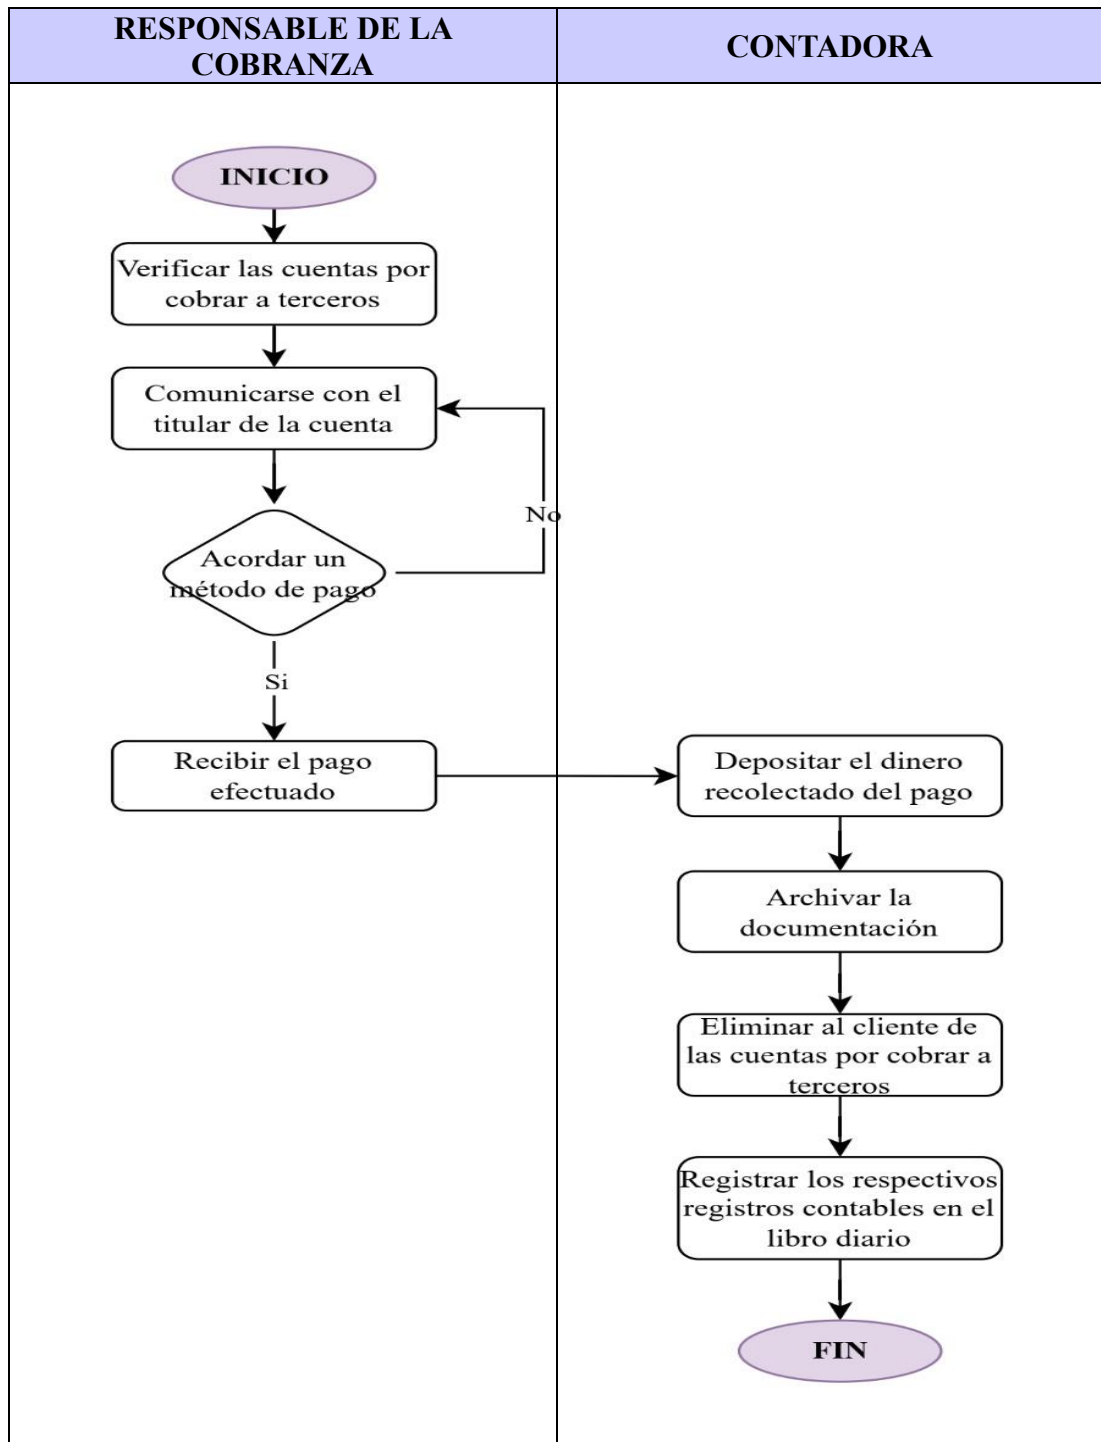 RESPONSABLE DE LA
COBRANZA
CONTADORA
INICIO
Verificar las cuentas por
cobrar a terceros
Comunicarse con el
titular de la cuenta
No
Acordar un
método de pago
Si
Recibir el pago
efectuado
Depositar el dinero
recolectado del pago
Archivar la
documentación
Eliminar al cliente de
las cuentas por cobrar a
terceros
Registrar los respectivos
registros contables en el
libro diario
FIN